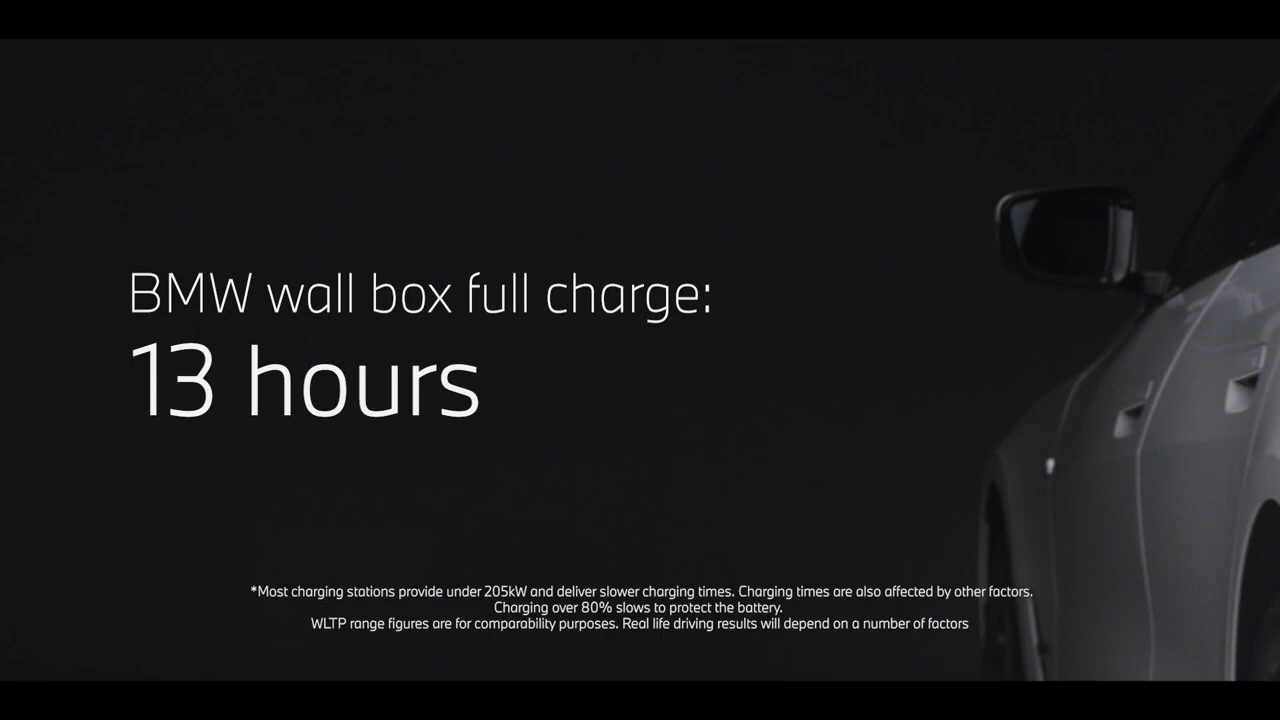 BMW wall box full charge:
13 hours
*Most charging stations provide under 205kW and deliver slower charging times. Charging times are also affected by other factors.
Charging over 80% slows to protect the battery.
WLTP range figures are for comparability purposes. Real life driving results will depend on a number of factors